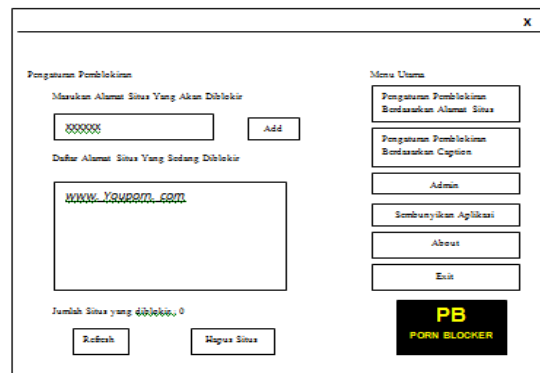 x
Pengaturan Pemblokiran
Masukan Alamat Situs Yang Akan Diblokir
xxxxxx
Add
Daftar Alamat Situs Yang Sedang Diblokir
www. Youporn. com
Jumlah Situs yang diblokir, 0
Refresh
Hapus Situs
Menu Utama
Pengaturan Pemblokiran
Berdasarkan Alamat Situs
Pengaturan Pemblokiran
Berdasarkan Caption
Admin
Sembunyikan Aplikasi
About
Exit
PB
PORN BLOCKER